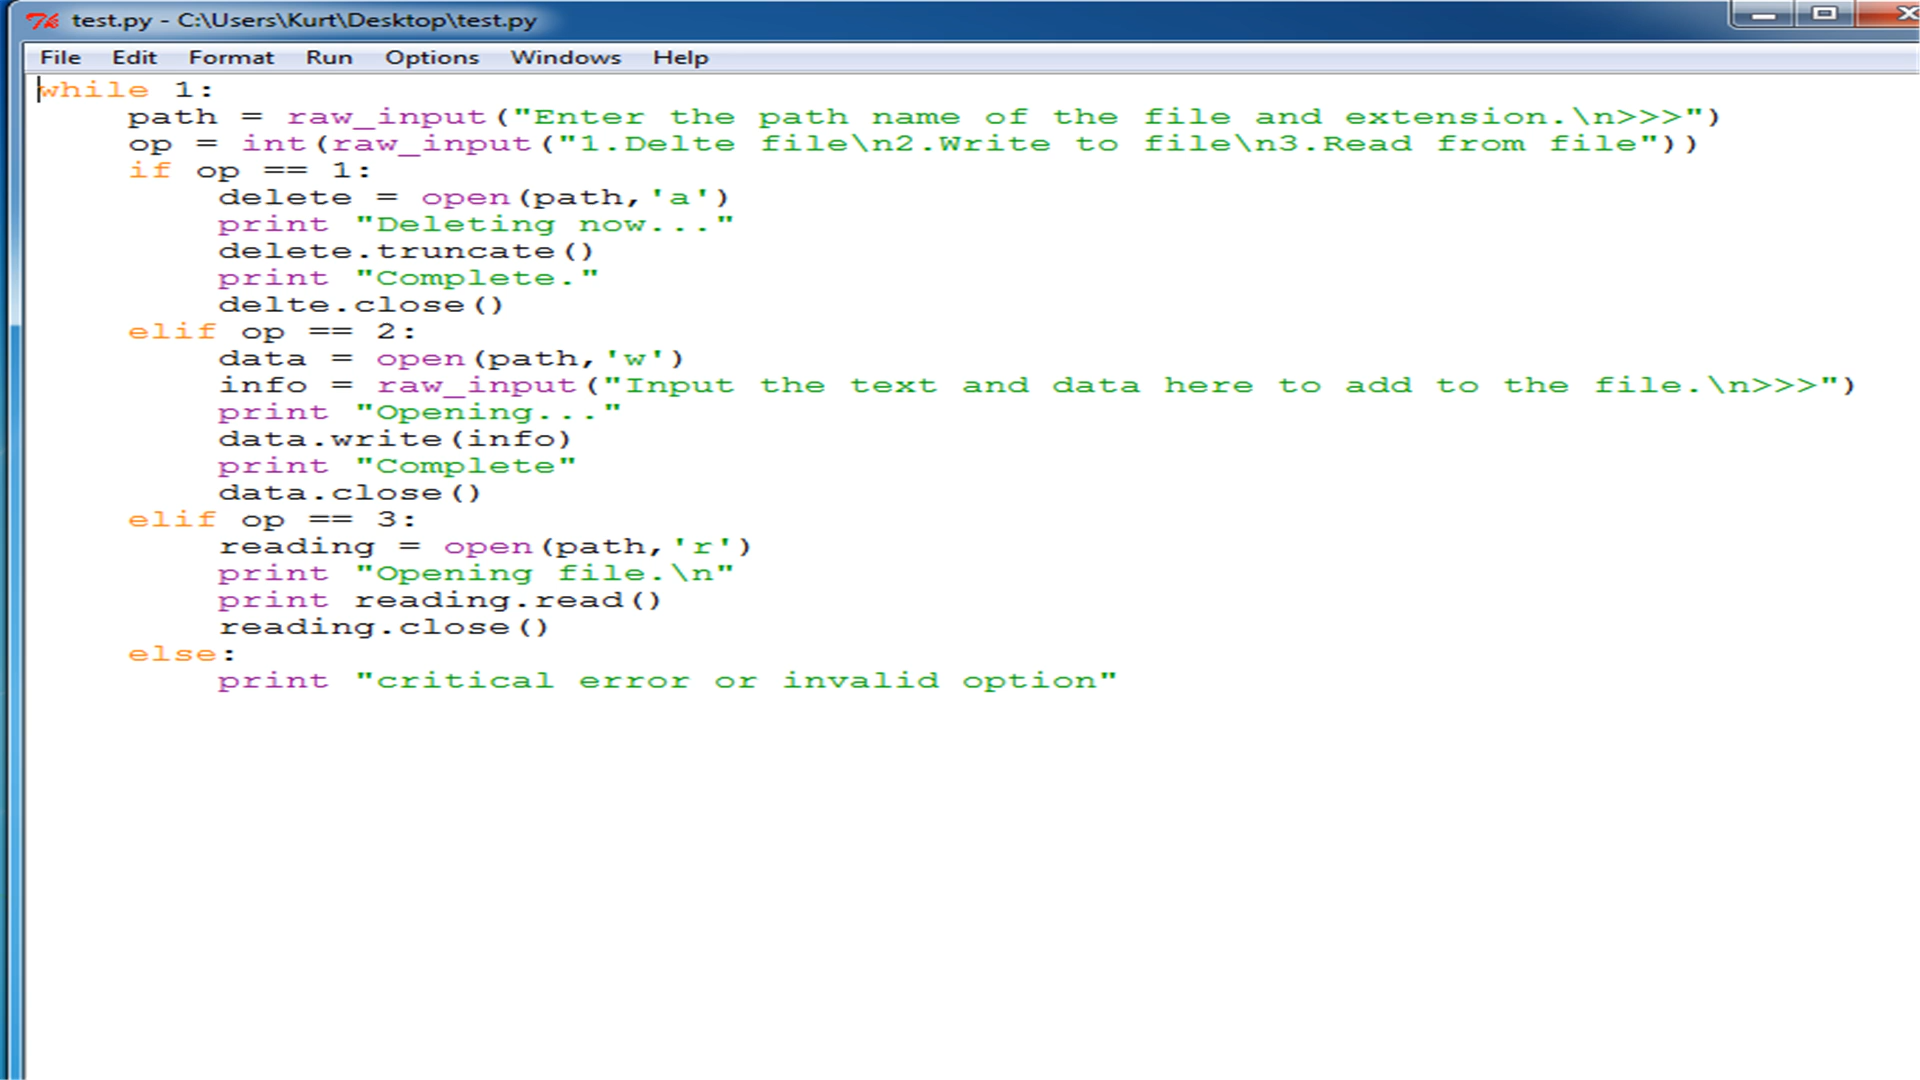 test.py - C:\Users\Kurt\Desktop\test.py
File Edit Format Run Options Windows Help
while 1:
    path = raw_input("Enter the path name of the file and extension.\n>>>")
    op = int(raw_input("1.Delte file\n2.Write to file\n3.Read from file"))
    if op == 1:
        delete = open(path,'a')
        print "Deleting now..."
        delete.truncate()
        print "Complete."
        delte.close()
    elif op == 2:
        data = open(path,'w')
        info = raw_input("Input the text and data here to add to the file.\n>>>")
        print "Opening..."
        data.write(info)
        print "Complete"
        data.close()
    elif op == 3:
        reading = open(path,'r')
        print "Opening file.\n"
        print reading.read()
        reading.close()
    else:
        print "critical error or invalid option"